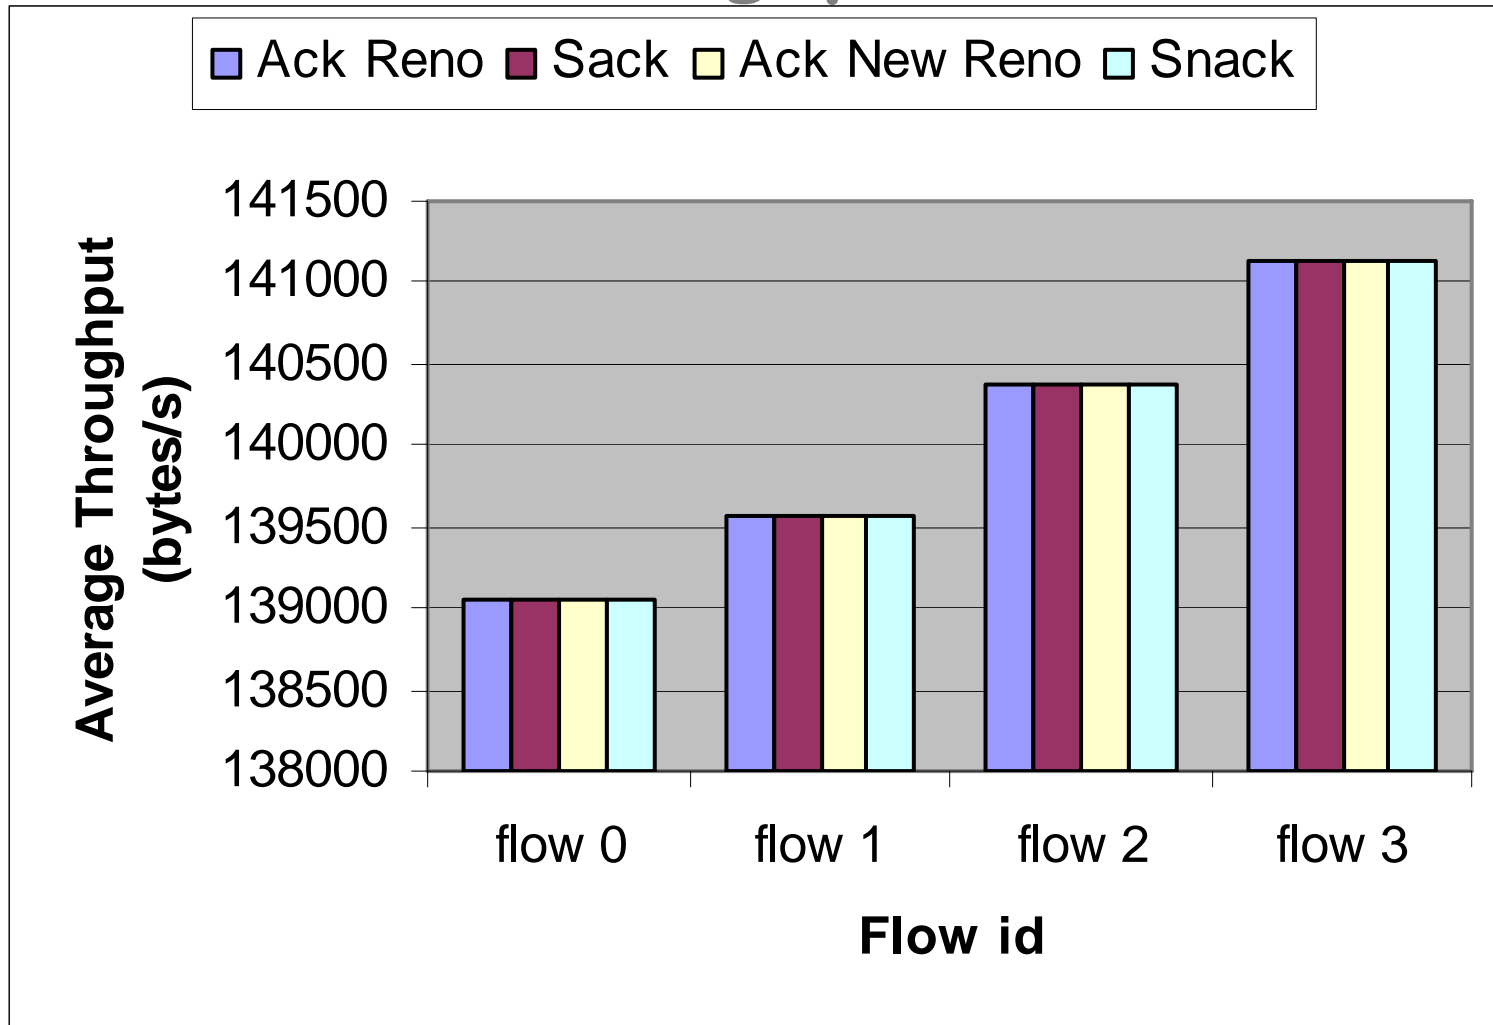 Ack Reno Sack Ack New Reno Snack
141500
141000
140500
140000
139500
139000
138500
138000
Average Throughput
(bytes/s)
flow 0 flow 1 flow 2 flow 3
Flow id